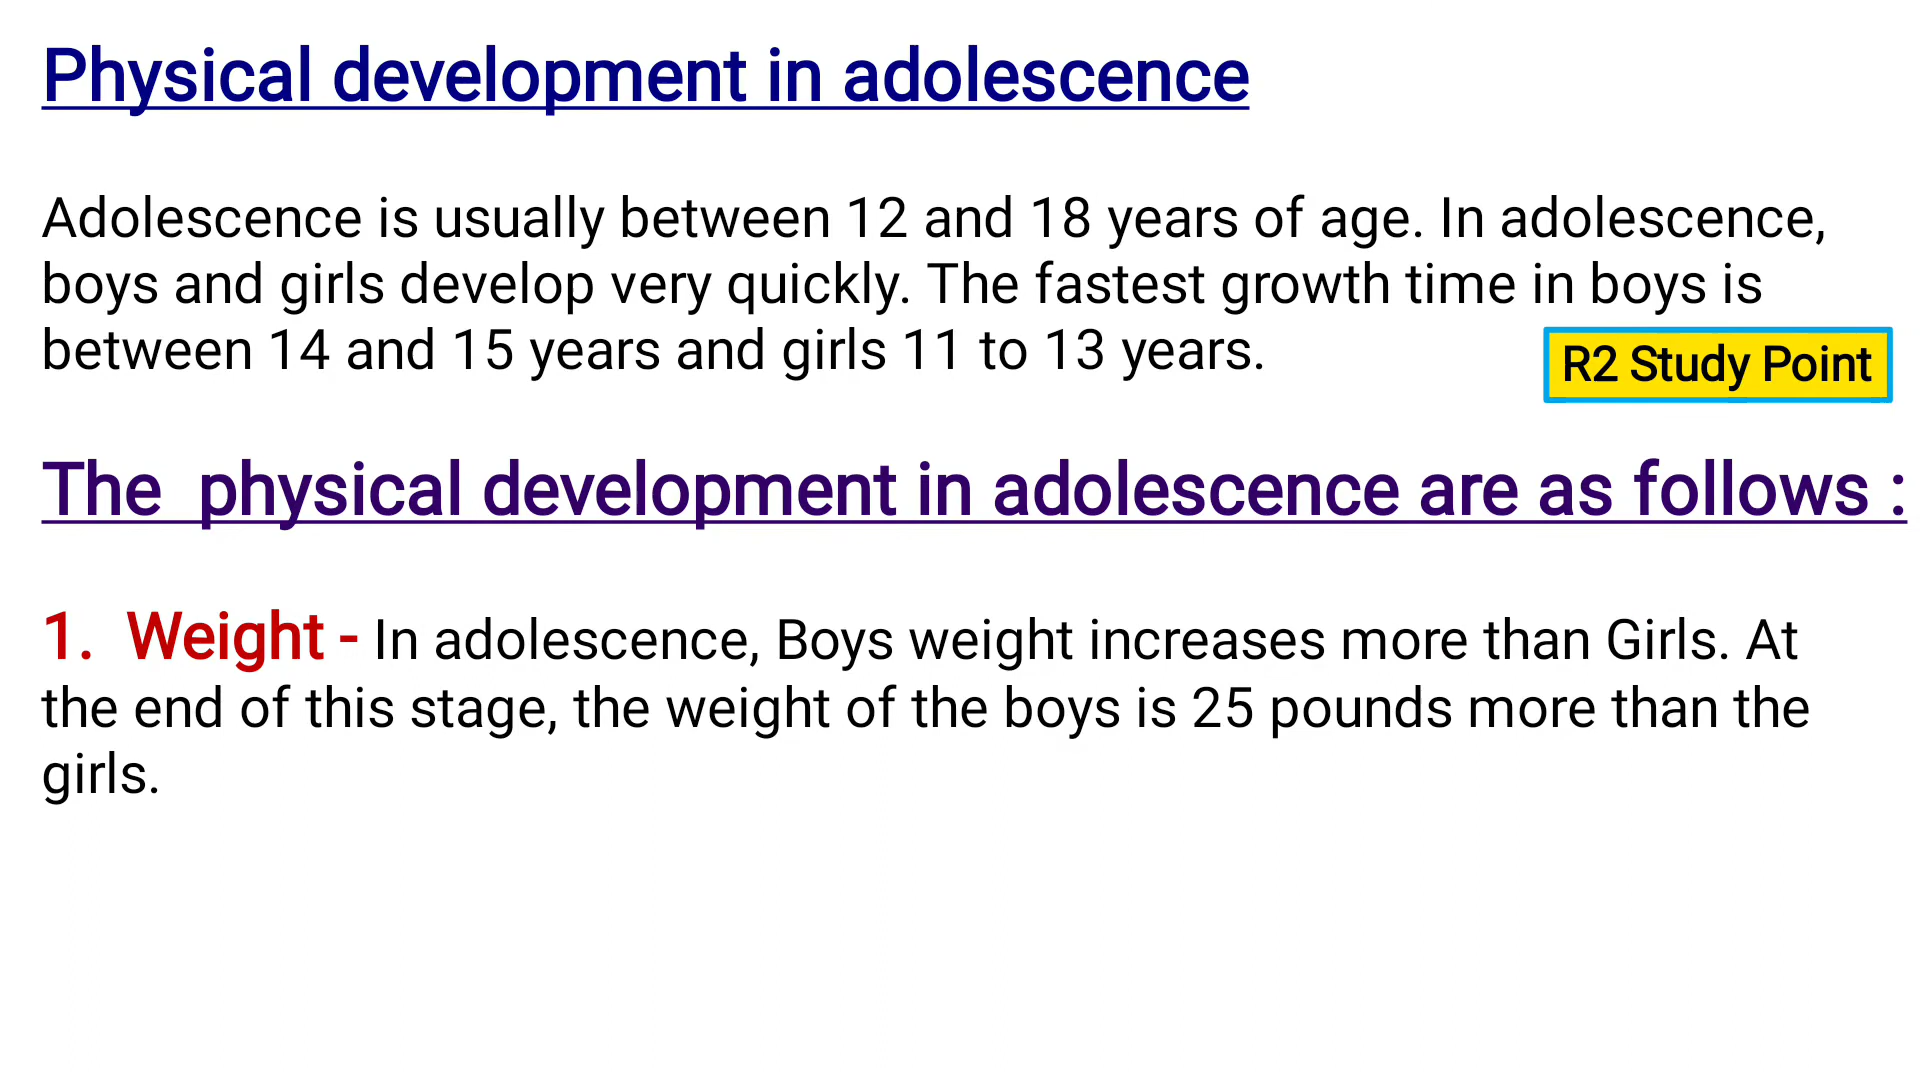 Physical development in adolescence
Adolescence is usually between 12 and 18 years of age. In adolescence,
boys and girls develop very quickly. The fastest growth time in boys is
between 14 and 15 years and girls 11 to 13 years.
R2 Study Point
The  physical development in adolescence are as follows :
1.  Weight - In adolescence, Boys weight increases more than Girls. At
the end of this stage, the weight of the boys is 25 pounds more than the
girls.